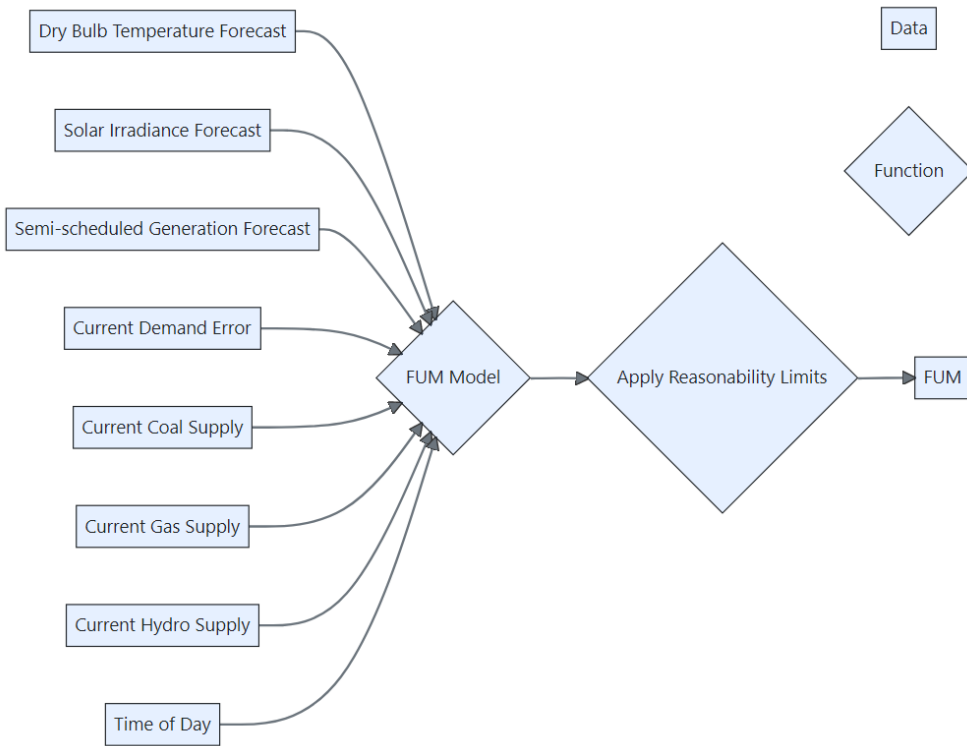 Dry Bulb Temperature Forecast
Data
Solar Irradiance Forecast
Function
Semi-scheduled Generation Forecast
Current Demand Error
FUM Model
Apply Reasonability Limits
FUM
Current Coal Supply
Current Gas Supply
Current Hydro Supply
Time of Day